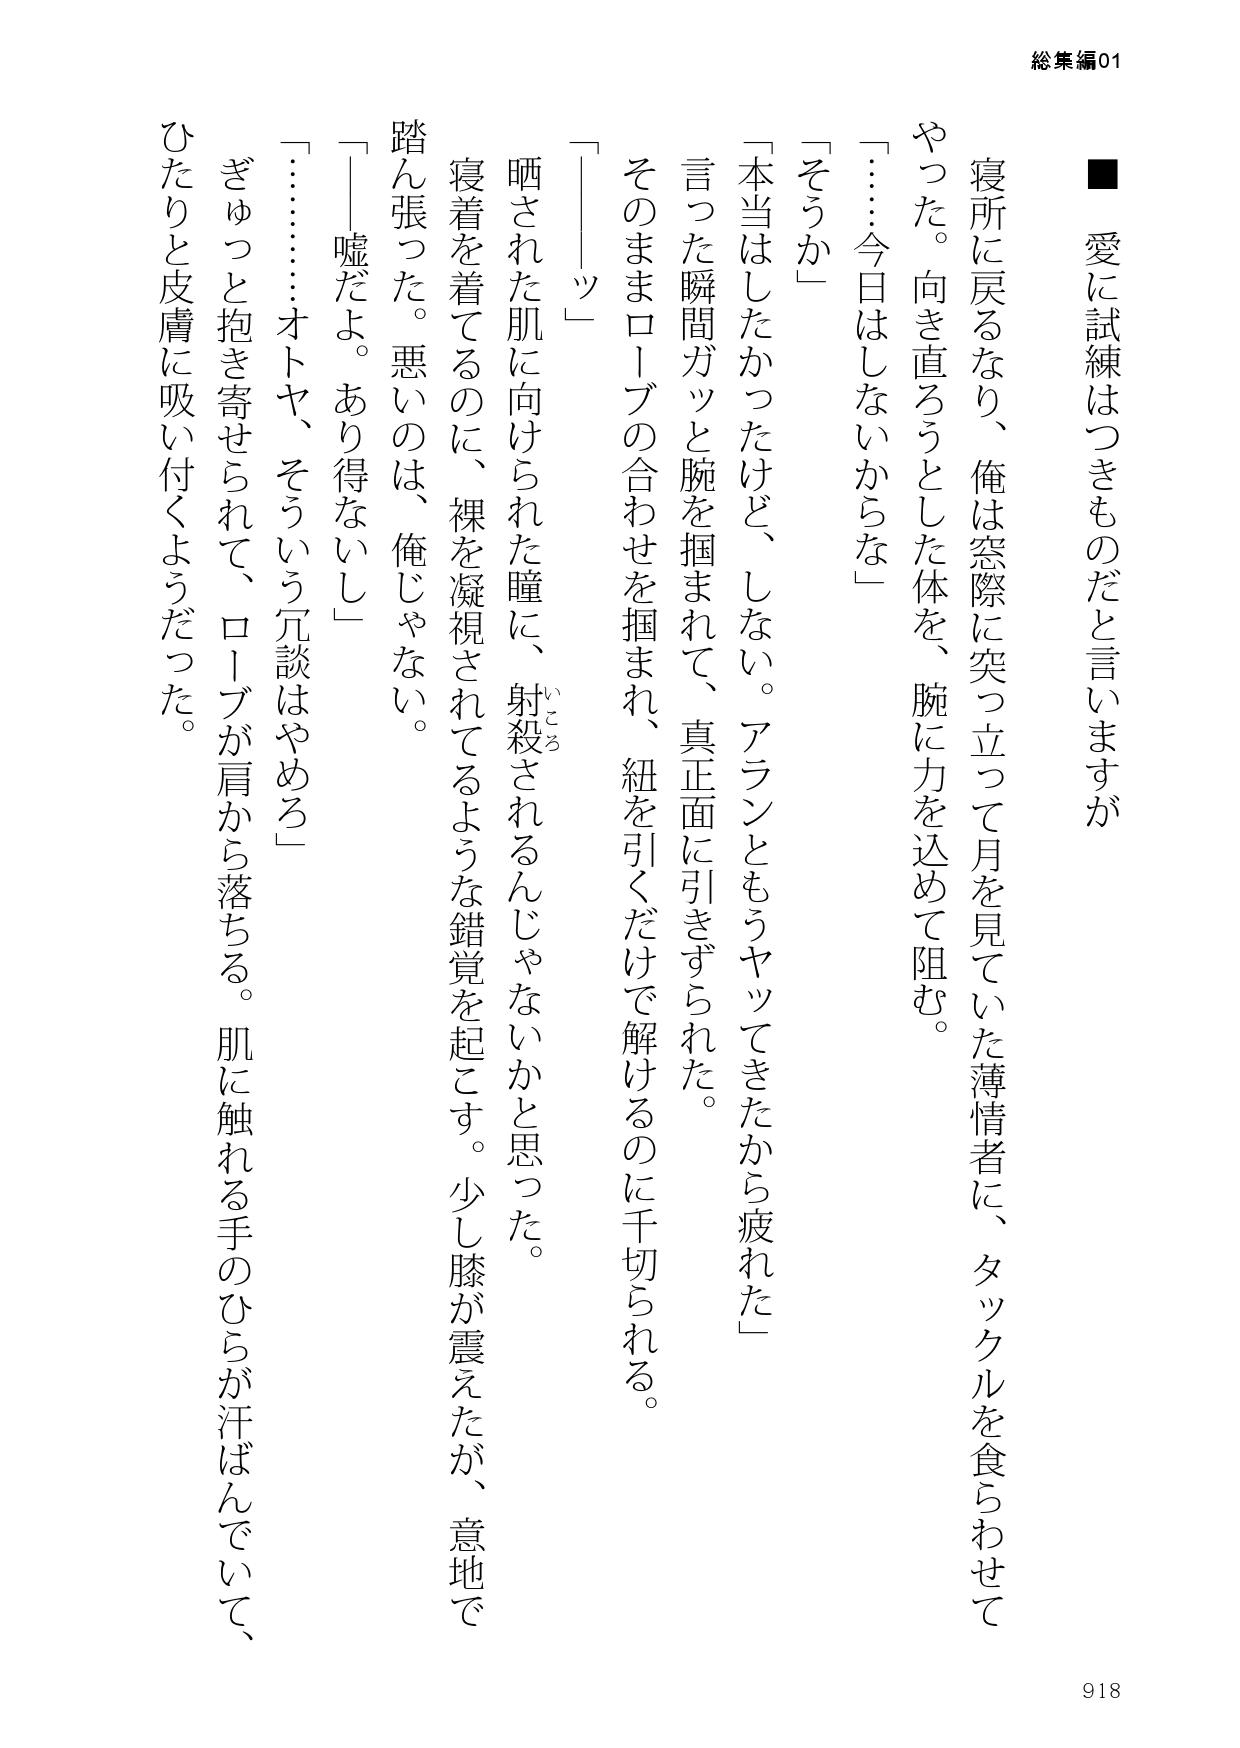 総集編01
■　愛に試練はつきものだと言いますが
　寝所に戻るなり、俺は窓際に突っ立って月を見ていた薄情者に、タックルを食らわせて
やった。向き直ろうとした体を、腕に力を込めて阻む。
「……今日はしないからな」
「そうか」
「本当はしたかったけど、しない。アランともうヤッてきたから疲れた」
　言った瞬間ガッと腕を掴まれて、真正面に引きずられた。
　そのままローブの合わせを掴まれ、紐を引くだけで解けるのに千切られる。
「―――ッ」
　晒された肌に向けられた瞳に、射殺（いころ）されるんじゃないかと思った。
　寝着を着てるのに、裸を凝視されてるような錯覚を起こす。少し膝が震えたが、意地で
踏ん張った。悪いのは、俺じゃない。
「――嘘だよ。あり得ないし」
「…………オトヤ、そういう冗談はやめろ」
　ぎゅっと抱き寄せられて、ローブが肩から落ちる。肌に触れる手のひらが汗ばんでいて、
ひたりと皮膚に吸い付くようだった。
918